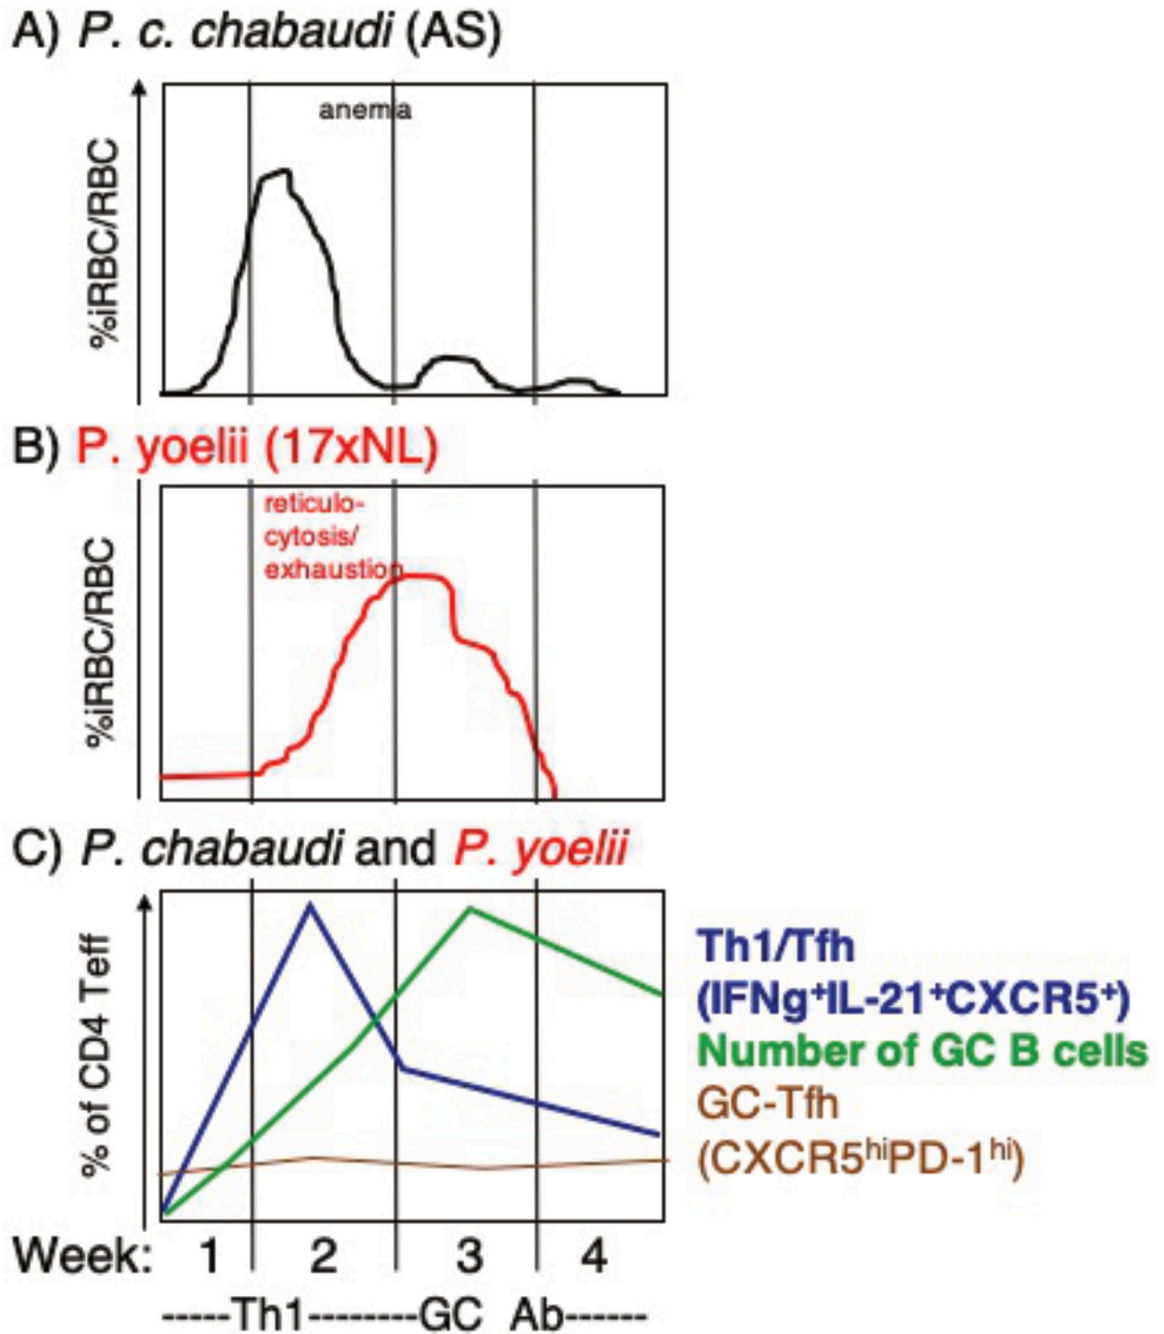 A) P. c. chabaudi (AS)
anemia
%iRBC/RBC
B) P. yoelii (17xNL)
reticulo-
cytosis/
exhaustion
%iRBC/RBC
C) P. chabaudi and P. yoelii
% of CD4 Teff
Th1/Tfh
(IFNg⁺IL-21⁺CXCR5⁺)
Number of GC B cells
GC-Tfh
(CXCR5ʰⁱPD-1ʰⁱ)
Week: 1 2 3 4
-----Th1--------GC Ab------